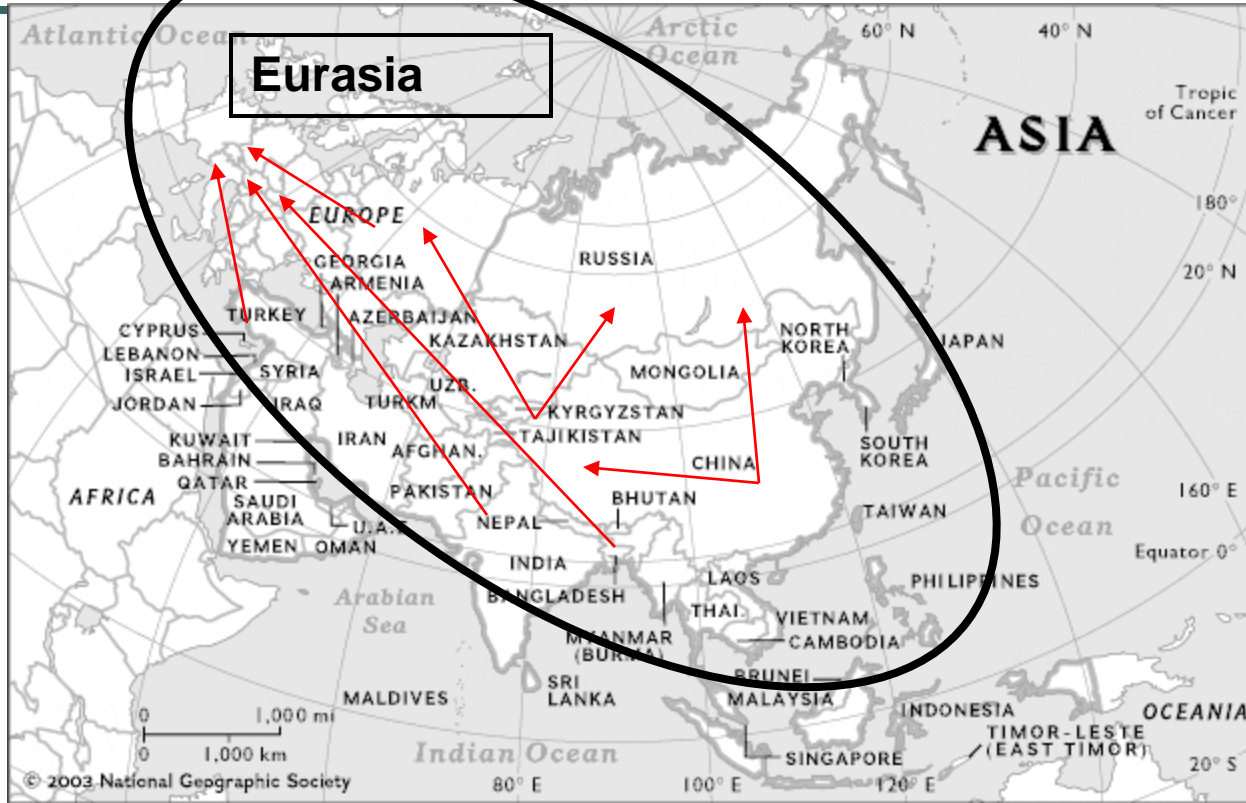 Atlantic Ocean
Arctic
Ocean
60° N
40° N
Eurasia
Tropic
of Cancer
ASIA
180°
EUROPE
GEORGIA
RUSSIA
20° N
ARMENIA
TURKEY
AZERBAIJAN
CYPRUS
KAZAKHSTAN
NORTH
KOREA
JAPAN
LEBANON
ISRAEL
SYRIA
MONGOLIA
UZB.
JORDAN
IRAQ
TURKM.
KYRGYZSTAN
KUWAIT
IRAN
AFGHAN.
TAJIKISTAN
SOUTH
KOREA
BAHRAIN
CHINA
QATAR
AFRICA
SAUDI
ARABIA
PAKISTAN
BHUTAN
Pacific
Ocean
160° E
U.A.E.
NEPAL
TAIWAN
YEMEN
OMAN
INDIA
Equator 0°
LAOS
PHILIPPINES
Arabian
Sea
BANGLADESH
THAI.
VIETNAM
MYANMAR
(BURMA)
CAMBODIA
BRUNEI
SRI
LANKA
MALDIVES
MALAYSIA
INDONESIA
OCEANIA
0
1,000 mi
0
1,000 km
TIMOR-LESTE
(EAST TIMOR)
Indian Ocean
SINGAPORE
20° S
© 2003 National Geographic Society
80° E
100° E
120° E